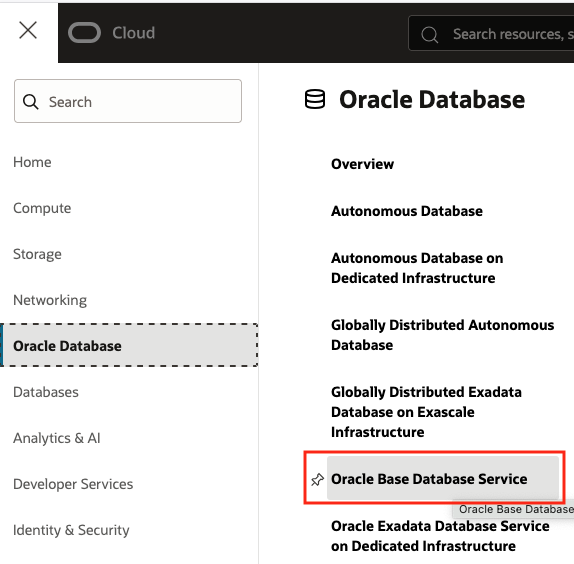 Cloud
Search resources, s
Search
Home
Compute
Storage
Networking
Oracle Database
Databases
Analytics & AI
Developer Services
Identity & Security
Oracle Database
Overview
Autonomous Database
Autonomous Database on
Dedicated Infrastructure
Globally Distributed Autonomous
Database
Globally Distributed Exadata
Database on Exascale
Infrastructure
Oracle Base Database Service
Oracle Base Database
Oracle Exadata Database Service
on Dedicated Infrastructure